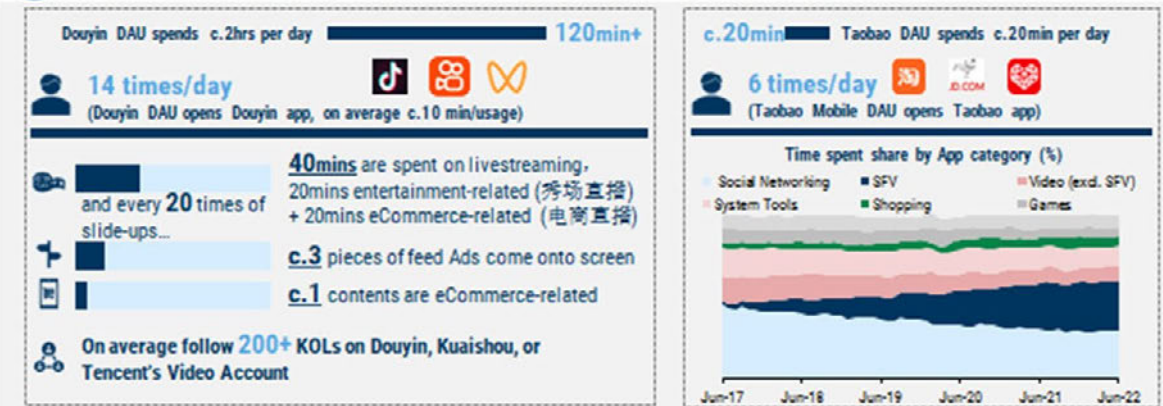 Douyin DAU spends c.2hrs per day 120min+
14 times/day
(Douyin DAU opens Douyin app, on average c.10 min/usage)
40mins are spent on livestreaming,
20mins entertainment-related (秀场直播)
+ 20mins eCommerce-related (电商直播)
and every 20 times of
slide-ups...
c.3 pieces of feed Ads come onto screen
c.1 contents are eCommerce-related
On average follow 200+ KOLs on Douyin, Kuaishou, or
Tencent's Video Account
c.20min Taobao DAU spends c.20min per day
6 times/day
淘
JD.COM
(Taobao Mobile DAU opens Taobao app)
Time spent share by App category (%)
Social Networking SFV Video (excl. SFV)
System Tools Shopping Games
Jun-17 Jun-18 Jun-19 Jun-20 Jun-21 Jun-22